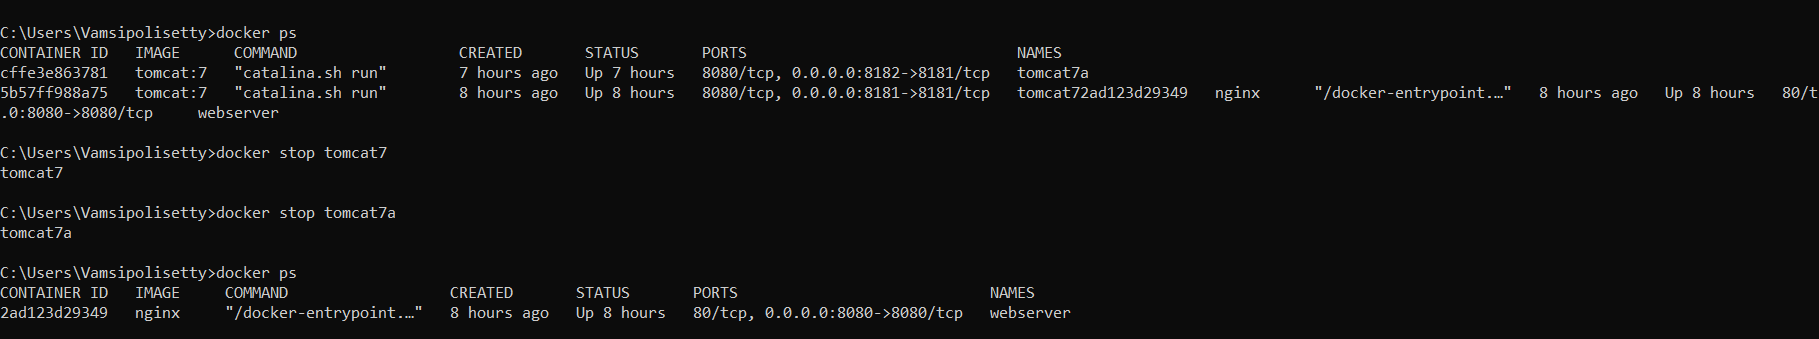 C:\Users\Vamsipolisetty>docker ps
CONTAINER ID   IMAGE      COMMAND             CREATED       STATUS       PORTS                              NAMES
cffe3e863781   tomcat:7   "catalina.sh run"        7 hours ago   Up 7 hours   8080/tcp, 0.0.0.0:8182->8181/tcp   tomcat7a
5b57ff988a75   tomcat:7   "catalina.sh run"        8 hours ago   Up 8 hours   8080/tcp, 0.0.0.0:8181->8181/tcp   tomcat72ad123d29349   nginx      "/docker-entrypoint.…"   8 hours ago   Up 8 hours   80/t
.0:8080->8080/tcp     webserver
C:\Users\Vamsipolisetty>docker stop tomcat7
tomcat7
C:\Users\Vamsipolisetty>docker stop tomcat7a
tomcat7a
C:\Users\Vamsipolisetty>docker ps
CONTAINER ID   IMAGE     COMMAND                  CREATED       STATUS       PORTS                            NAMES
2ad123d29349   nginx     "/docker-entrypoint.…"   8 hours ago   Up 8 hours   80/tcp, 0.0.0.0:8080->8080/tcp   webserver